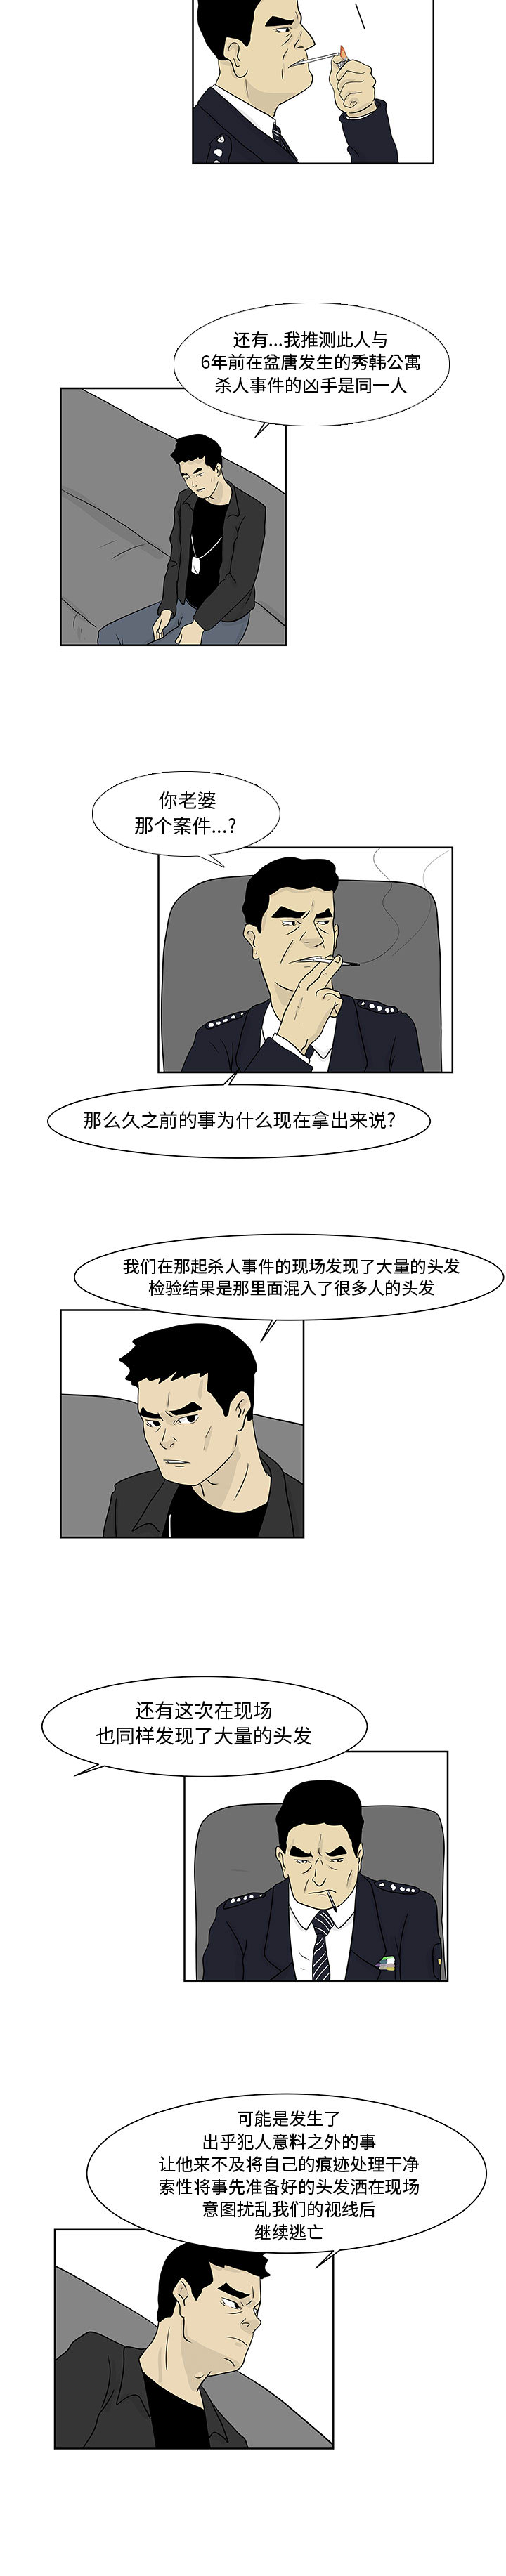 还有...我推测此人与
6年前在盆唐发生的秀韩公寓
杀人事件的凶手是同一人
你老婆
那个案件...?
那么久之前的事为什么现在拿出来说?
我们在那起杀人事件的现场发现了大量的头发
检验结果是那里面混入了很多人的头发
还有这次在现场
也同样发现了大量的头发
可能是发生了
出乎犯人意料之外的事
让他来不及将自己的痕迹处理干净
索性将事先准备好的头发洒在现场
意图扰乱我们的视线后
继续逃亡